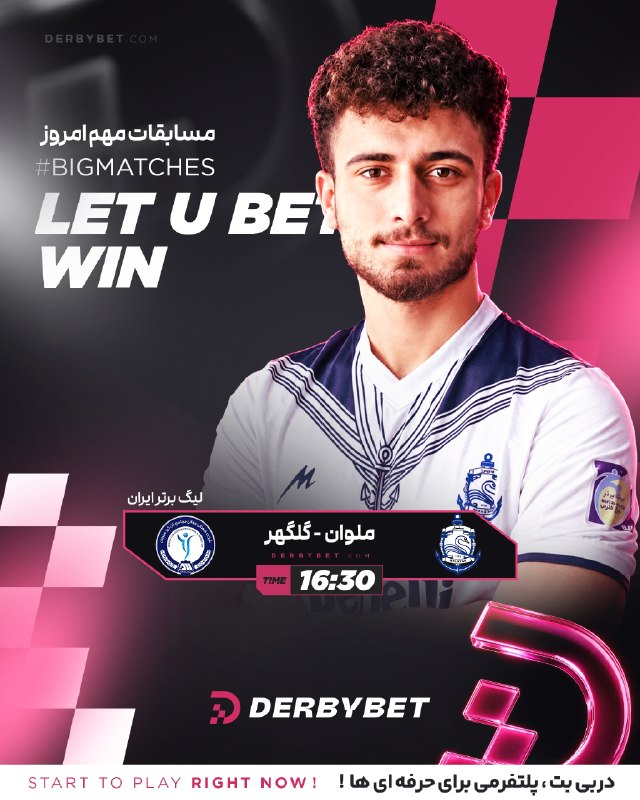 DERBYBET.COM
مسابقات مهم امروز
#BIGMATCHES
LET U BET
WIN
لیگ برتر ایران
ملوان - گلگهر
DERBYBET.COM
TIME 16:30
DERBYBET
START TO PLAY RIGHT NOW!
دربی بت ، پلتفرمی برای حرفه ای ها !